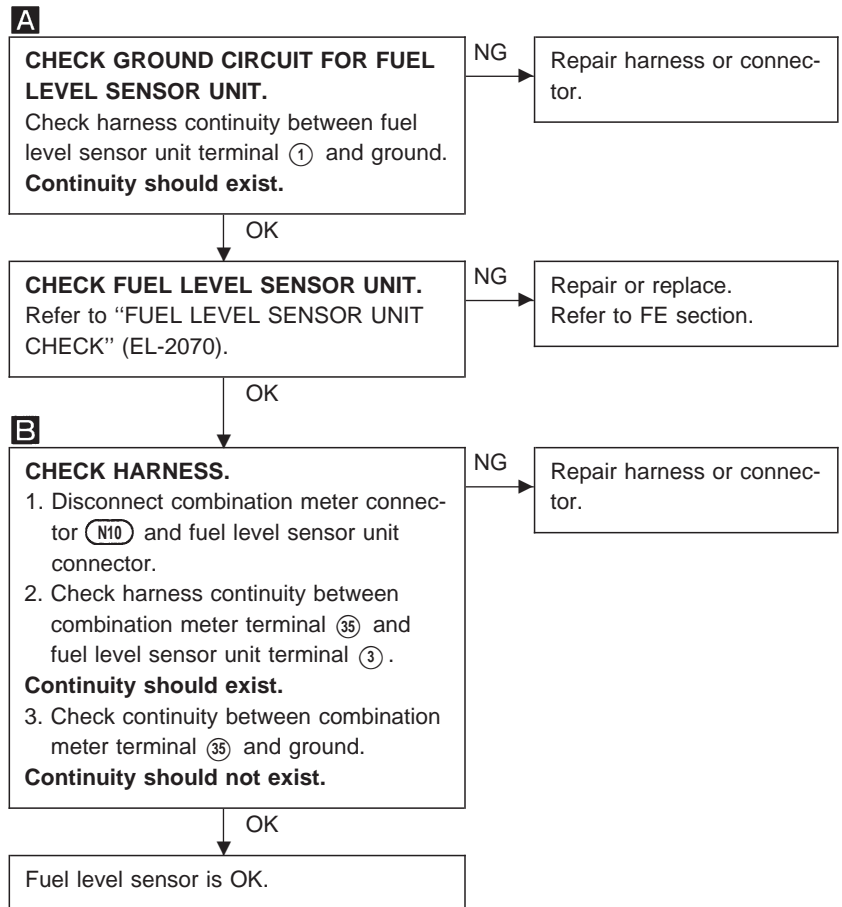 A
CHECK GROUND CIRCUIT FOR FUEL
LEVEL SENSOR UNIT.
Check harness continuity between fuel
level sensor unit terminal ① and ground.
Continuity should exist.
NG
Repair harness or connec-
tor.
OK
CHECK FUEL LEVEL SENSOR UNIT.
Refer to ‘‘FUEL LEVEL SENSOR UNIT
CHECK’’ (EL-2070).
NG
Repair or replace.
Refer to FE section.
OK
B
CHECK HARNESS.
1. Disconnect combination meter connec-
tor N10 and fuel level sensor unit
connector.
2. Check harness continuity between
combination meter terminal ㉟ and
fuel level sensor unit terminal ③ .
Continuity should exist.
3. Check continuity between combination
meter terminal ㉟ and ground.
Continuity should not exist.
NG
Repair harness or connec-
tor.
OK
Fuel level sensor is OK.